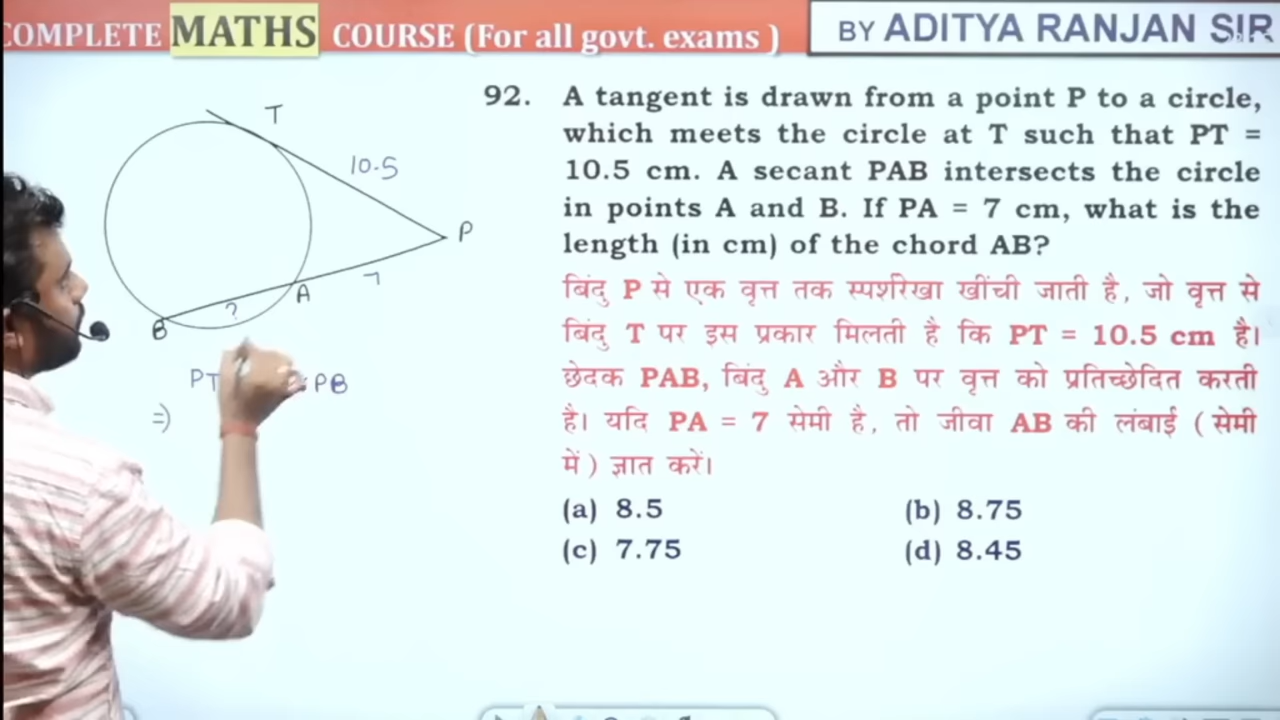 COMPLETE MATHS COURSE (For all govt. exams )
BY ADITYA RANJAN SIR
T
10.5
P
7
A
?
B
PT PB
=)
92. A tangent is drawn from a point P to a circle,
which meets the circle at T such that PT =
10.5 cm. A secant PAB intersects the circle
in points A and B. If PA = 7 cm, what is the
length (in cm) of the chord AB?
बिंदु P से एक वृत्त तक स्पर्शरेखा खींची जाती है, जो वृत्त से
बिंदु T पर इस प्रकार मिलती है कि PT = 10.5 cm है।
छेदक PAB, बिंदु A और B पर वृत्त को प्रतिच्छेदित करती
है। यदि PA = 7 सेमी है, तो जीवा AB की लंबाई (सेमी
में) ज्ञात करें।
(a) 8.5 (b) 8.75
(c) 7.75 (d) 8.45